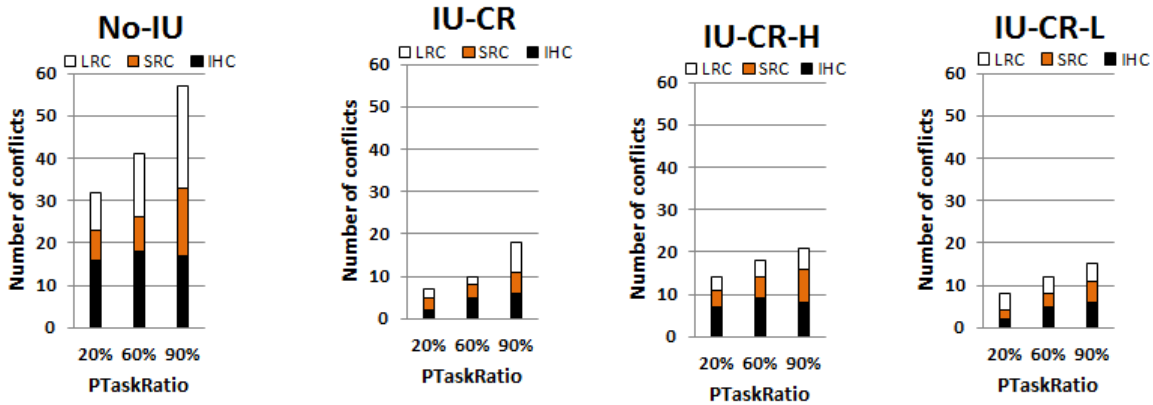 No-IU
LRC SRC IHC
60
50
40
30
20
10
0
Number of conflicts
20% 60% 90%
PTaskRatio
IU-CR
LRC SRC IHC
60
50
40
30
20
10
0
Number of conflicts
20% 60% 90%
PTaskRatio
IU-CR-H
LRC SRC IHC
60
50
40
30
20
10
0
Number of conflicts
20% 60% 90%
PTaskRatio
IU-CR-L
LRC SRC IHC
60
50
40
30
20
10
0
Number of conflicts
20% 60% 90%
PTaskRatio